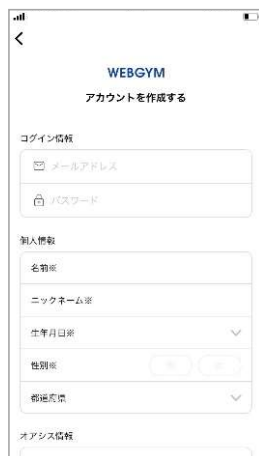 WEBGYM
アカウントを作成する
ログイン情報
メールアドレス
パスワード
個人情報
名前※
ニックネーム※
生年月日※
性別※
都道府県
オアシス情報